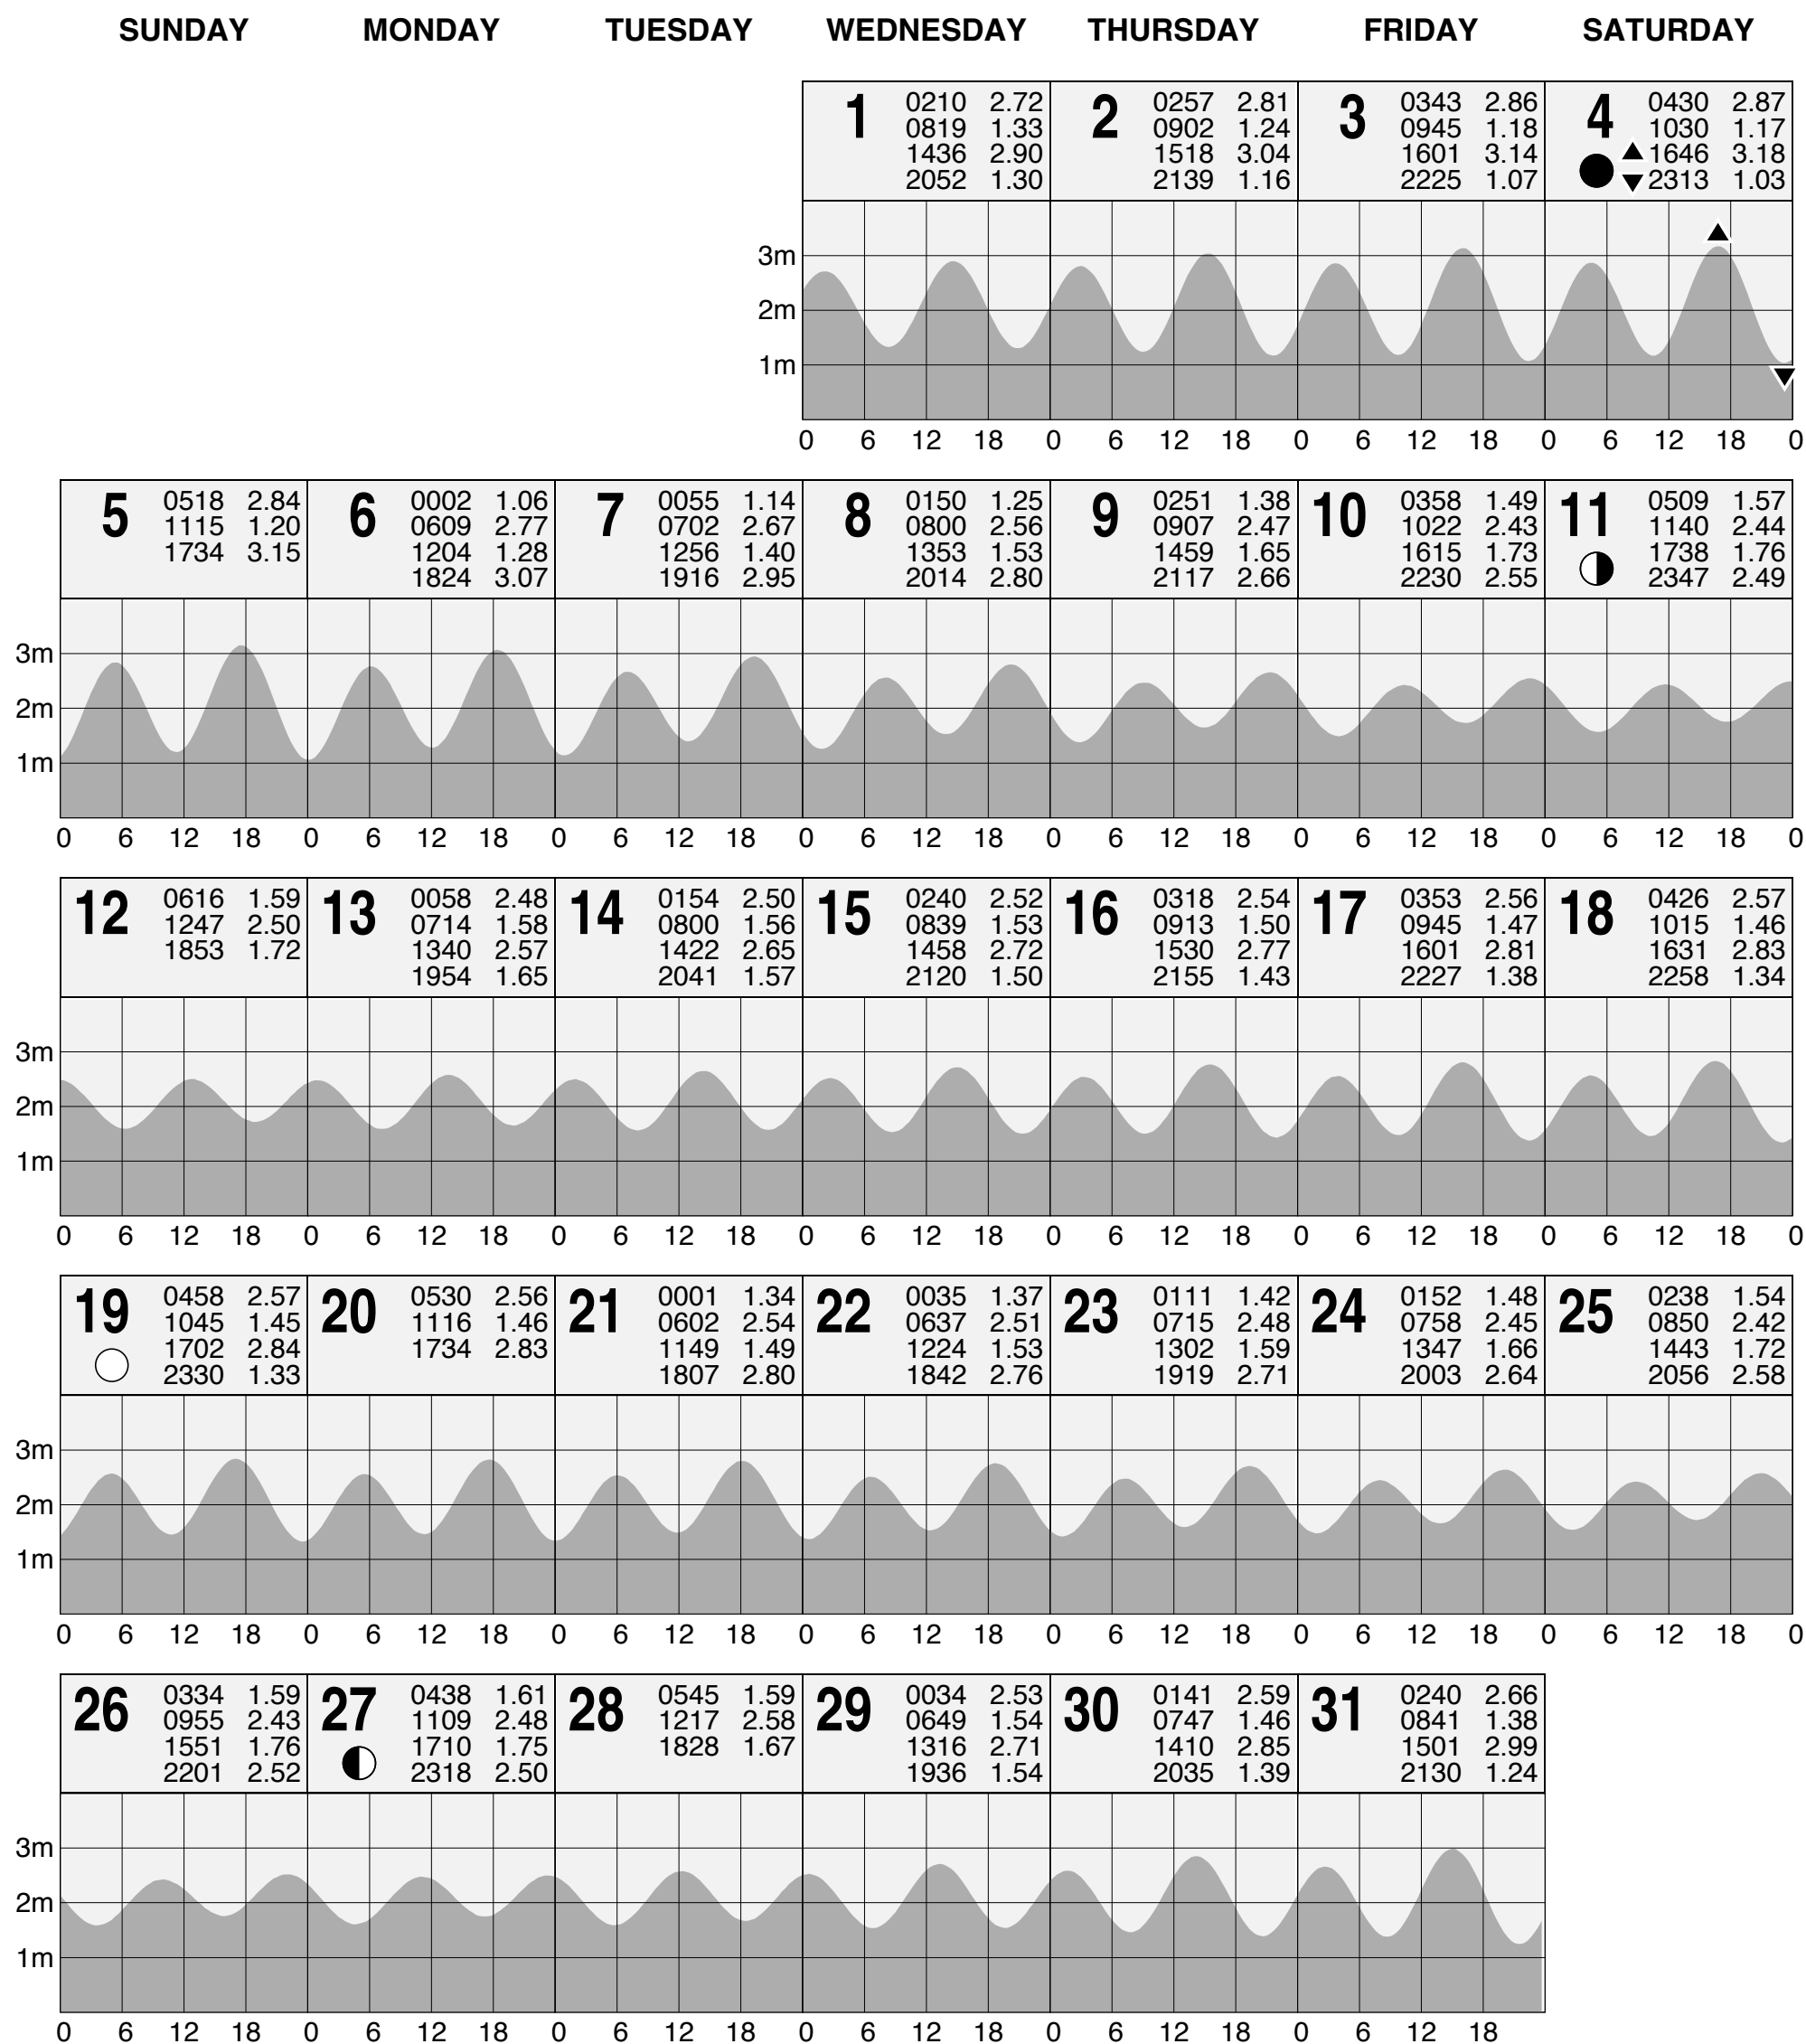 SUNDAY MONDAY TUESDAY WEDNESDAY THURSDAY FRIDAY SATURDAY
1 0210 2.72
0819 1.33
1436 2.90
2052 1.30
2 0257 2.81
0902 1.24
1518 3.04
2139 1.16
3 0343 2.86
0945 1.18
1601 3.14
2225 1.07
4 0430 2.87
1030 1.17
1646 3.18
2313 1.03
3m
2m
1m
0 6 12 18 0 6 12 18 0 6 12 18 0 6 12 18 0
5 0518 2.84
1115 1.20
1734 3.15
6 0002 1.06
0609 2.77
1204 1.28
1824 3.07
7 0055 1.14
0702 2.67
1256 1.40
1916 2.95
8 0150 1.25
0800 2.56
1353 1.53
2014 2.80
9 0251 1.38
0907 2.47
1459 1.65
2117 2.66
10 0358 1.49
1022 2.43
1615 1.73
2230 2.55
11 0509 1.57
1140 2.44
1738 1.76
2347 2.49
3m
2m
1m
0 6 12 18 0 6 12 18 0 6 12 18 0 6 12 18 0 6 12 18 0 6 12 18 0 6 12 18 0
12 0616 1.59
1247 2.50
1853 1.72
13 0058 2.48
0714 1.58
1340 2.57
1954 1.65
14 0154 2.50
0800 1.56
1422 2.65
2041 1.57
15 0240 2.52
0839 1.53
1458 2.72
2120 1.50
16 0318 2.54
0913 1.50
1530 2.77
2155 1.43
17 0353 2.56
0945 1.47
1601 2.81
2227 1.38
18 0426 2.57
1015 1.46
1631 2.83
2258 1.34
3m
2m
1m
0 6 12 18 0 6 12 18 0 6 12 18 0 6 12 18 0 6 12 18 0 6 12 18 0 6 12 18 0
19 0458 2.57
1045 1.45
1702 2.84
2330 1.33
20 0530 2.56
1116 1.46
1734 2.83
21 0001 1.34
0602 2.54
1149 1.49
1807 2.80
22 0035 1.37
0637 2.51
1224 1.53
1842 2.76
23 0111 1.42
0715 2.48
1302 1.59
1919 2.71
24 0152 1.48
0758 2.45
1347 1.66
2003 2.64
25 0238 1.54
0850 2.42
1443 1.72
2056 2.58
3m
2m
1m
0 6 12 18 0 6 12 18 0 6 12 18 0 6 12 18 0 6 12 18 0 6 12 18 0 6 12 18 0
26 0334 1.59
0955 2.43
1551 1.76
2201 2.52
27 0438 1.61
1109 2.48
1710 1.75
2318 2.50
28 0545 1.59
1217 2.58
1828 1.67
29 0034 2.53
0649 1.54
1316 2.71
1936 1.54
30 0141 2.59
0747 1.46
1410 2.85
2035 1.39
31 0240 2.66
0841 1.38
1501 2.99
2130 1.24
3m
2m
1m
0 6 12 18 0 6 12 18 0 6 12 18 0 6 12 18 0 6 12 18 0 6 12 18